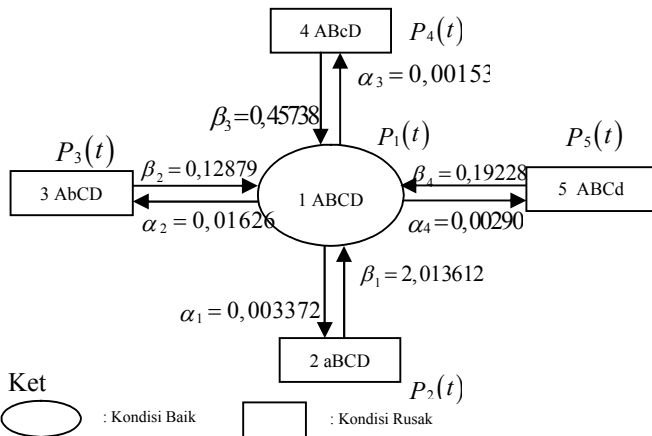 4 ABcD
P₄(t)
α₃ = 0,00153
β₃=0,45738
P₃(t)
P₁(t)
P₅(t)
β₂ = 0,12879
β₄ = 0,19228
3 AbCD
1 ABCD
5 ABCd
α₂ = 0,01626
α₄=0,00290
β₁ = 2,013612
α₁ = 0,003372
2 aBCD
Ket
P₂(t)
: Kondisi Baik
: Kondisi Rusak